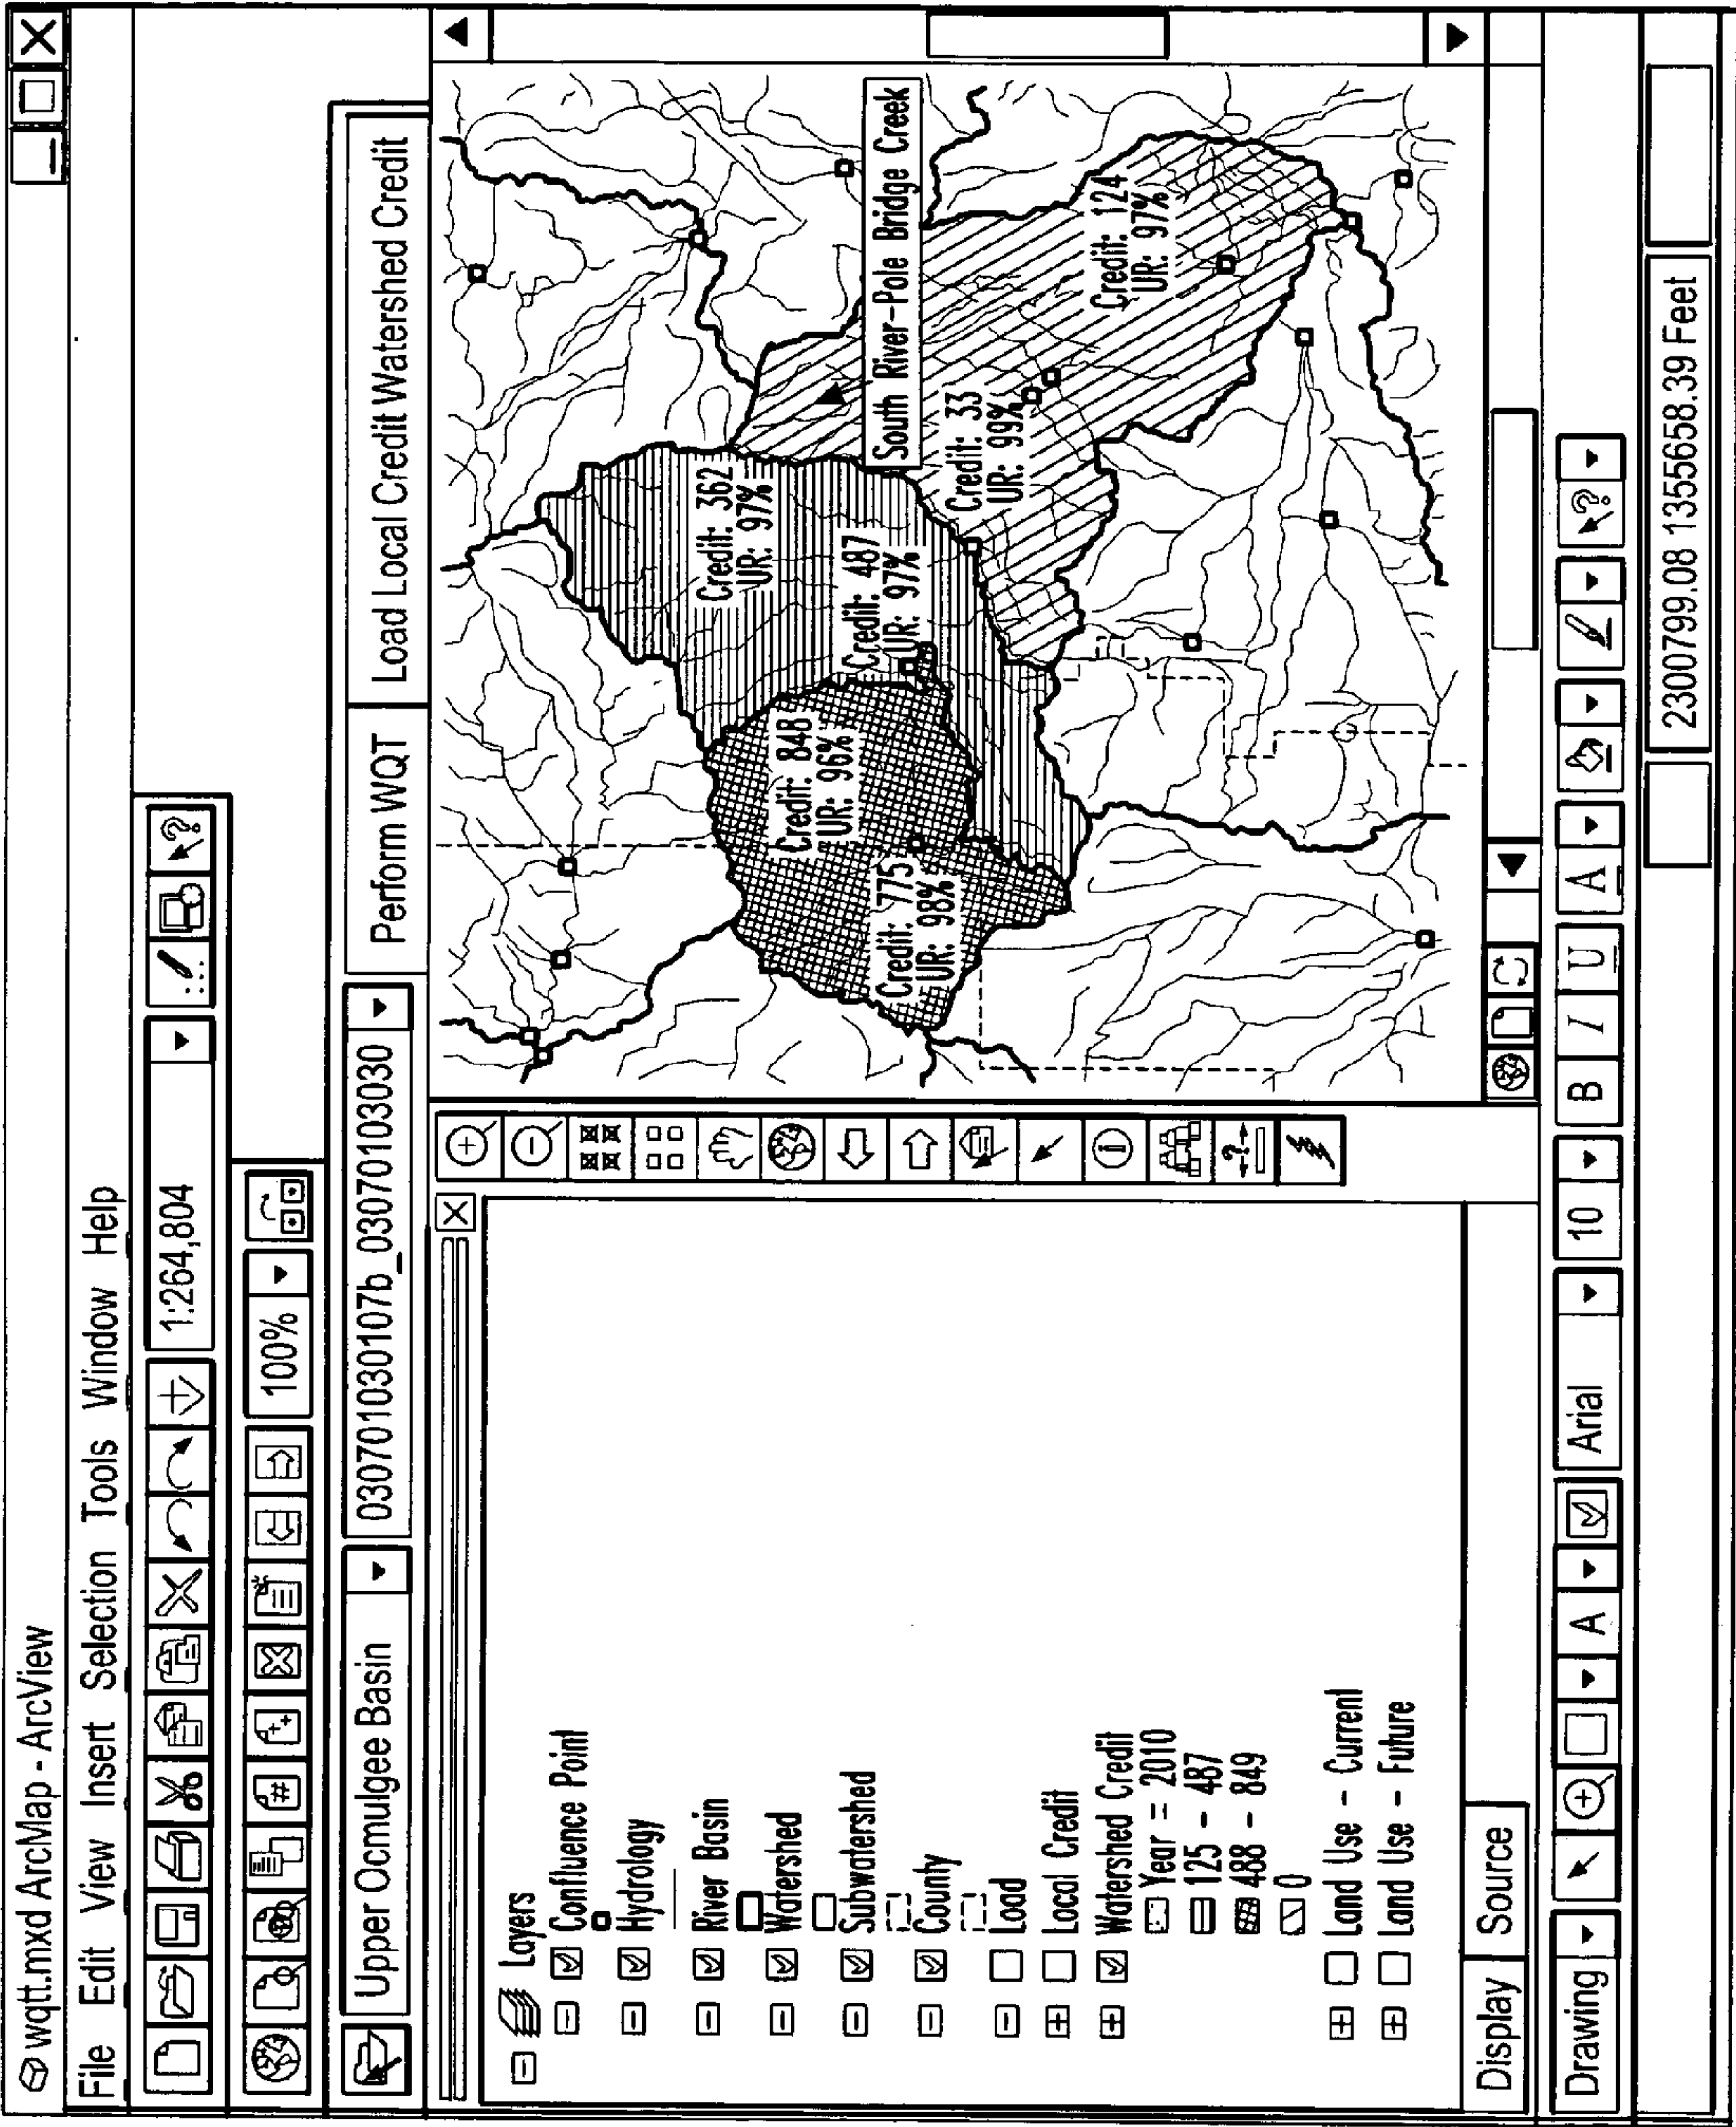 wqtt.mxd ArcMap - ArcView
File Edit View Insert Selection Tools Window Help
1:264,804
100%
Upper Ocmulgee Basin 030701030107b_0307010103030 Perform WQT Load Local Credit Watershed Credit
Layers
Confluence Point
Hydrology
River Basin
Watershed
Subwatershed
County
Load
Local Credit
Watershed Credit
Year = 2010
125 - 487
488 - 849
0
Land Use - Current
Land Use - Future
Display Source
Credit: 362
UR: 97%
Credit: 848
UR: 96%
Credit: 487
UR: 97%
Credit: 775
UR: 98%
South River-Pole Bridge Creek
Credit: 33
UR: 99%
Credit: 124
UR: 97%
Drawing A Arial 10 B I U A
2300799.08 1355658.39 Feet